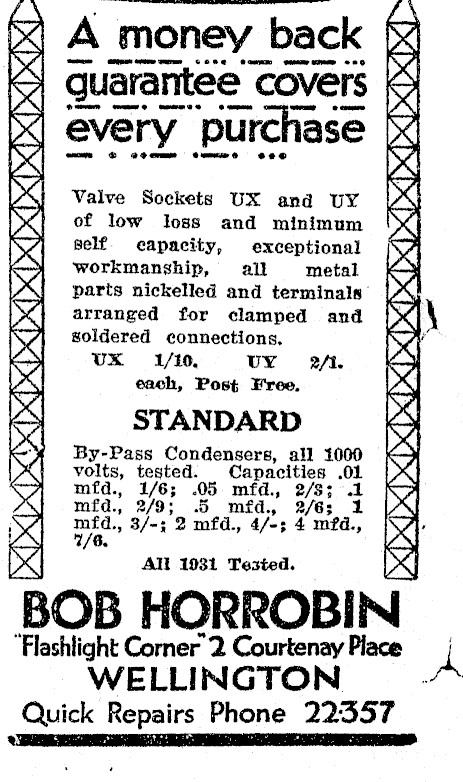 A money back
guarantee covers
every purchase
Valve Sockets UX and UY
of low loss and minimum
self capacity, exceptional
workmanship, all metal
parts nickelled and terminals
arranged for clamped and
soldered connections.
UX 1/10. UY 2/1.
each, Post Free.
STANDARD
By-Pass Condensers, all 1000
volts, tested. Capacities .01
mfd., 1/6; .05 mfd., 2/3; .1
mfd., 2/9; .5 mfd., 2/6; 1
mfd., 3/-; 2 mfd., 4/-; 4 mfd.,
7/6.
All 1931 Tested.
BOB HORROBIN
"Flashlight Corner" 2 Courtenay Place
WELLINGTON
Quick Repairs Phone 22-357